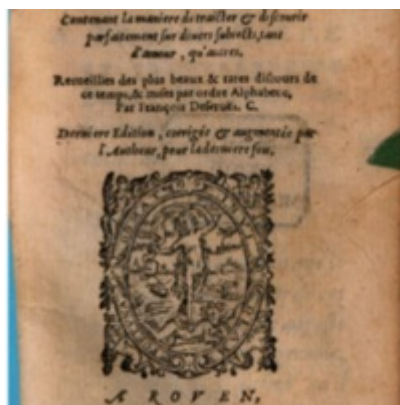 Contenant la maniere de traicter & discourir
parfaitement sur divers subiects, tant
d'amour, qu'autres.
Recueilles des plus beaux & rares discours de
ce temps, & mises par ordre Alphabetic,
Par François Desrues. C.
Derniere Edition, corrigée & augmentée par
l'Autheur, pour la derniere fois.
A ROVEN,